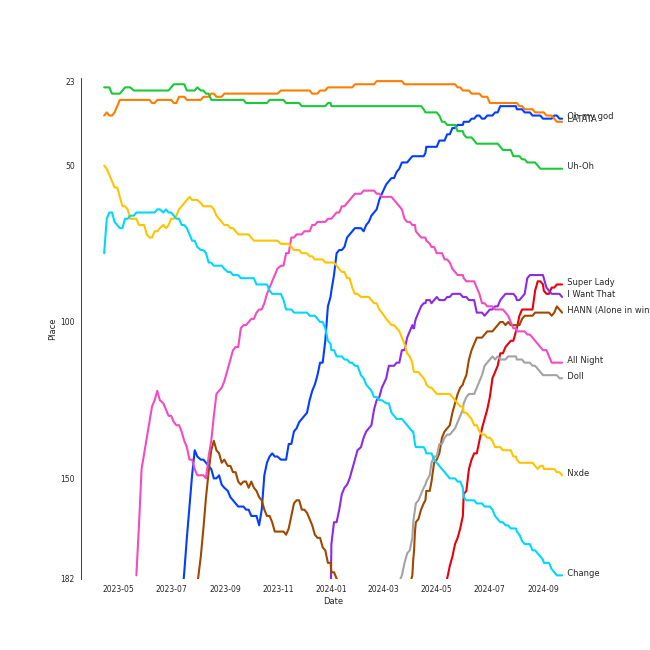 23
50
100
150
182
Place
2023-05
2023-07
2023-09
2023-11
2024-01
2024-03
2024-05
2024-07
2024-09
Date
Oh my god
LATATA
Uh-Oh
Super Lady
I Want That
HANN (Alone in win
All Night
Doll
Nxde
Change